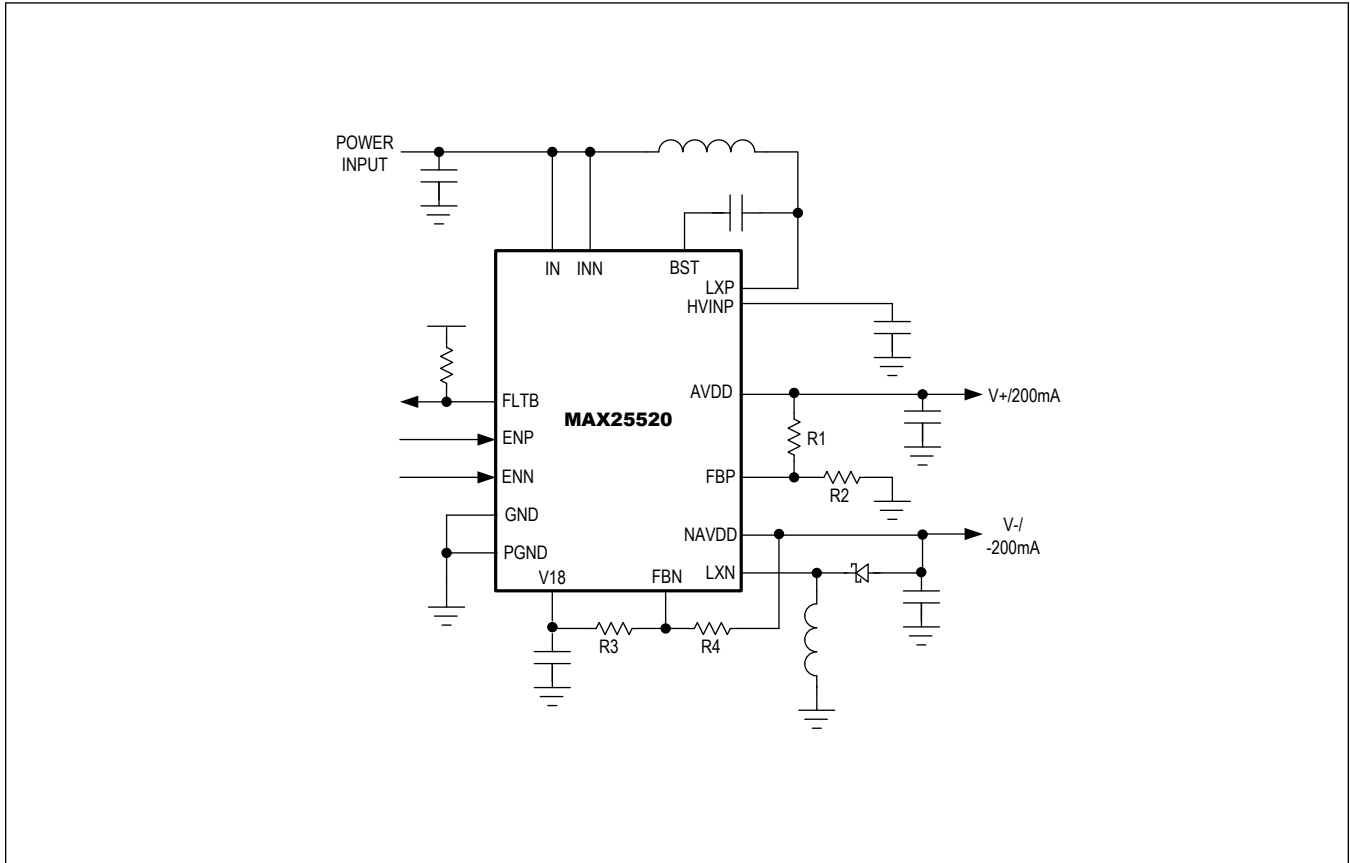 POWER
INPUT
IN
INN
BST
LXP
HVINP
AVDD
V+/200mA
FLTB
MAX25520
R1
ENP
ENN
FBP
R2
GND
NAVDD
V-/
-200mA
PGND
LXN
V18
FBN
R3
R4